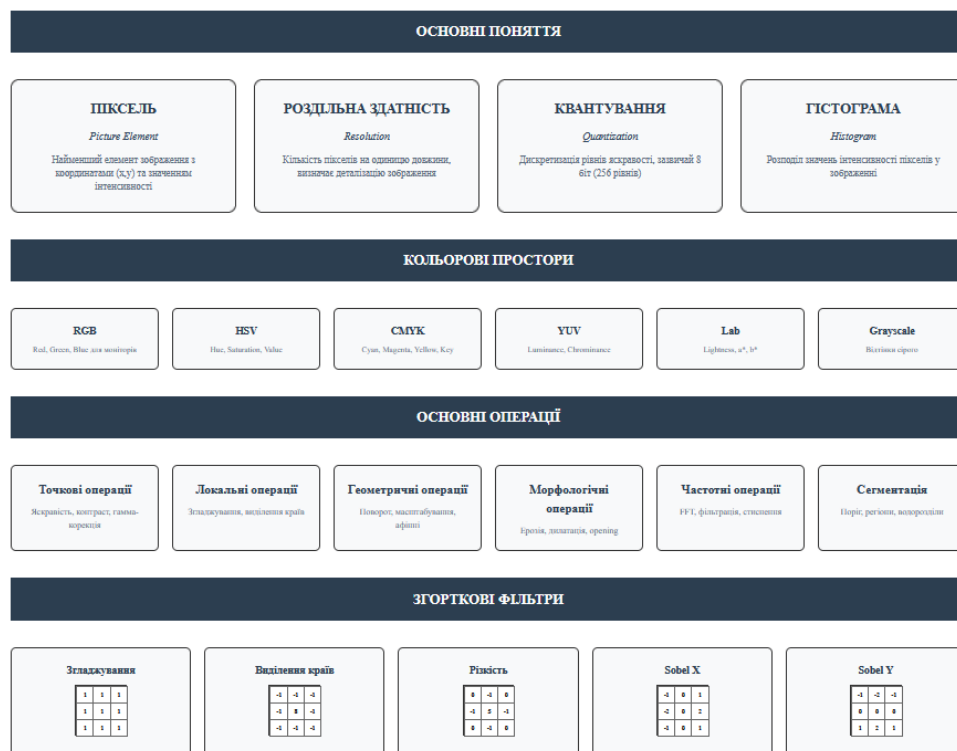 ОСНОВНІ ПОНЯТТЯ
ПІКСЕЛЬ
Picture Element
Найменший елемент зображення з
координатами (x,y) та значенням
інтенсивності
РОЗДІЛЬНА ЗДАТНІСТЬ
Resolution
Кількість пікселів на одиницю довжини,
визначає деталізацію зображення
КВАНТУВАННЯ
Quantization
Дискретизація рівнів яскравості, зазвичай 8
біт (256 рівнів)
ГІСТОГРАМА
Histogram
Розподіл значень інтенсивності пікселів у
зображенні
КОЛЬОРОВІ ПРОСТОРИ
RGB
Red, Green, Blue для моніторів
HSV
Hue, Saturation, Value
CMYK
Cyan, Magenta, Yellow, Key
YUV
Luminance, Chrominance
Lab
Lightness, a*, b*
Grayscale
Відтінки сірого
ОСНОВНІ ОПЕРАЦІЇ
Точкові операції
Яскравість, контраст, гамма-
корекція
Локальні операції
Згладжування, виділення країв
Геометричні операції
Поворот, масштабування,
афінні
Морфологічні
операції
Ерозія, дилатація, opening
Частотні операції
FFT, фільтрація, стиснення
Сегментація
Поріг, регіони, вододозділи
ЗГОРТКОВІ ФІЛЬТРИ
Згладжування
1 1 1
1 1 1
1 1 1
Виділення країв
-1 -1 -1
-1 8 -1
-1 -1 -1
Різкість
0 -1 0
-1 5 -1
0 -1 0
Sobel X
-1 0 1
-2 0 2
-1 0 1
Sobel Y
-1 -2 -1
0 0 0
1 2 1